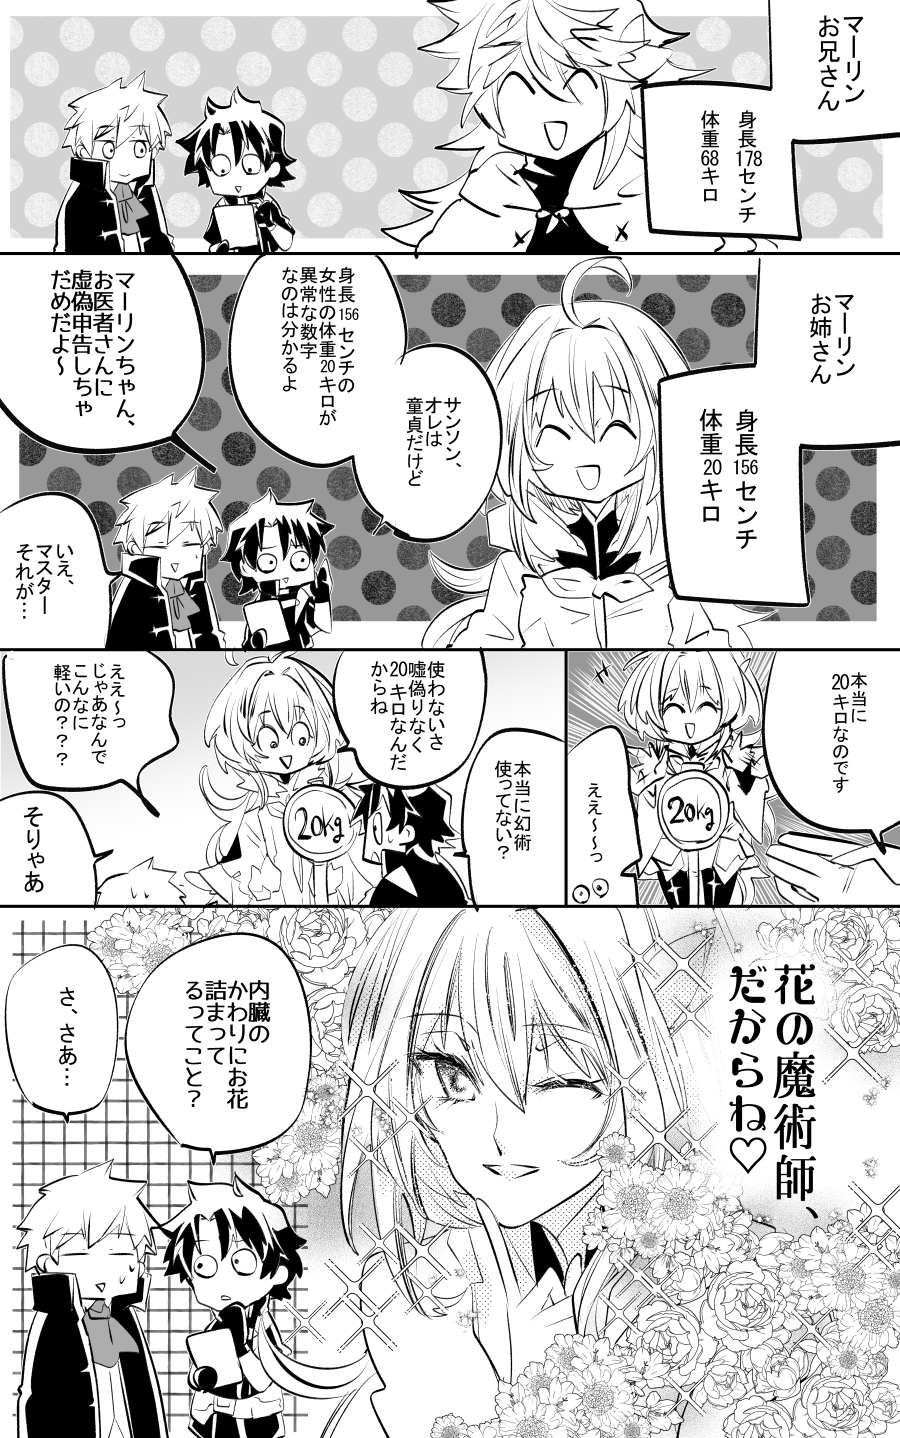 マーリン
お兄さん
身長178センチ
体重68キロ
マーリン
お姉さん
身長156センチ
体重20キロ
サンソン、
オレは
童貞だけど
身長156センチの
女性の体重20キロが
異常な数字
なのは分かるよ
マーリンちゃん、
お医者さんに
虚偽申告しちゃ
だめだよ～
いえ、
マスター
それが…
本当に
20キロなのです
20kg
ええ～～っ
本当に幻術
使ってない？
使わないさ
嘘偽りなく
20キロなんだ
からね
20kg
ええ～っ
じゃあなんで
こんなに
軽いの？？？
そりゃあ
花の魔術師、
だからね♡
内臓の
かわりにお花
詰まって
るってこと？
さ、さあ…